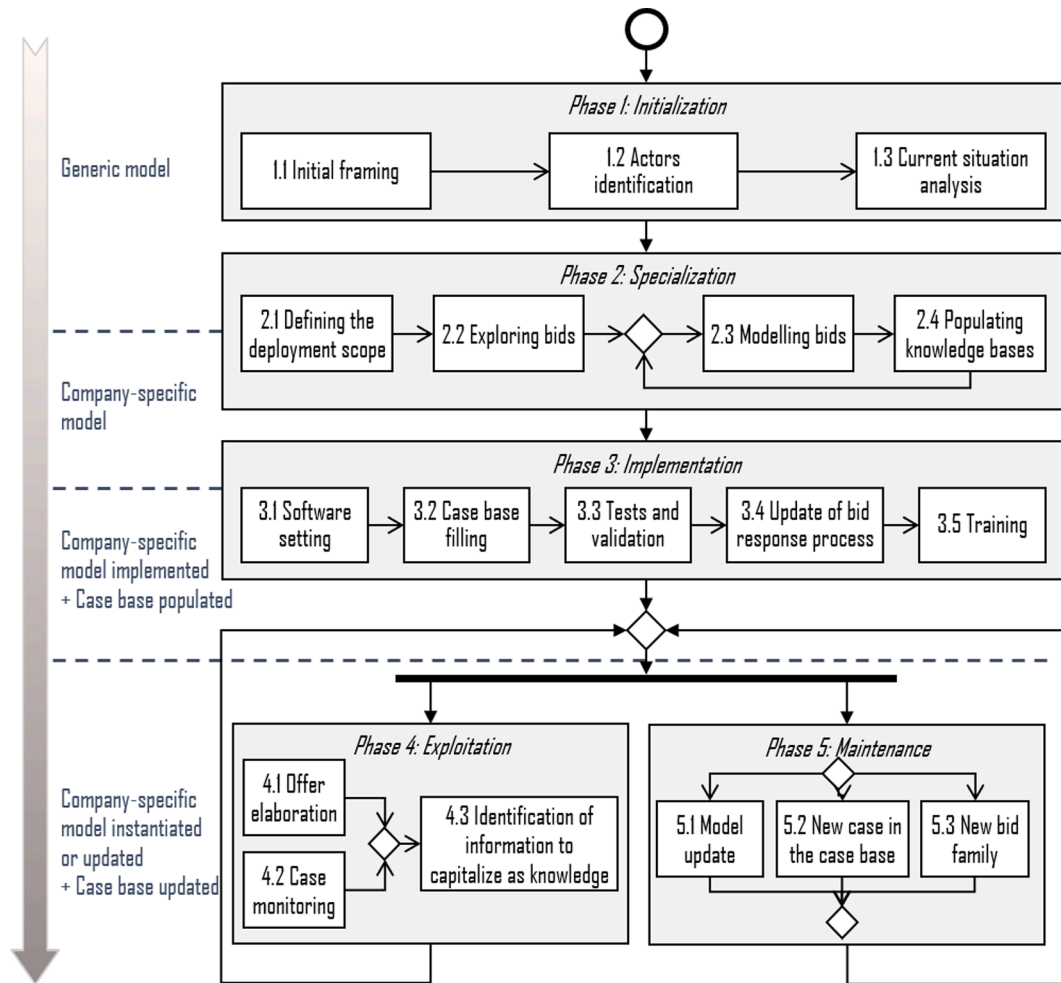 Phase 1: Initialization
1.1 Initial framing
1.2 Actors
identification
1.3 Current situation
analysis
Generic model
Phase 2: Specialization
2.1 Defining the
deployment scope
2.2 Exploring bids
2.3 Modelling bids
2.4 Populating
knowledge bases
Company-specific
model
Phase 3: Implementation
3.1 Software
setting
3.2 Case base
filling
3.3 Tests and
validation
3.4 Update of bid
response process
3.5 Training
Company-specific
model implemented
+ Case base populated
Phase 4: Exploitation
4.1 Offer
elaboration
4.2 Case
monitoring
4.3 Identification of
information to
capitalize as knowledge
Phase 5: Maintenance
5.1 Model
update
5.2 New case in
the case base
5.3 New bid
family
Company-specific
model instantiated
or updated
+ Case base updated